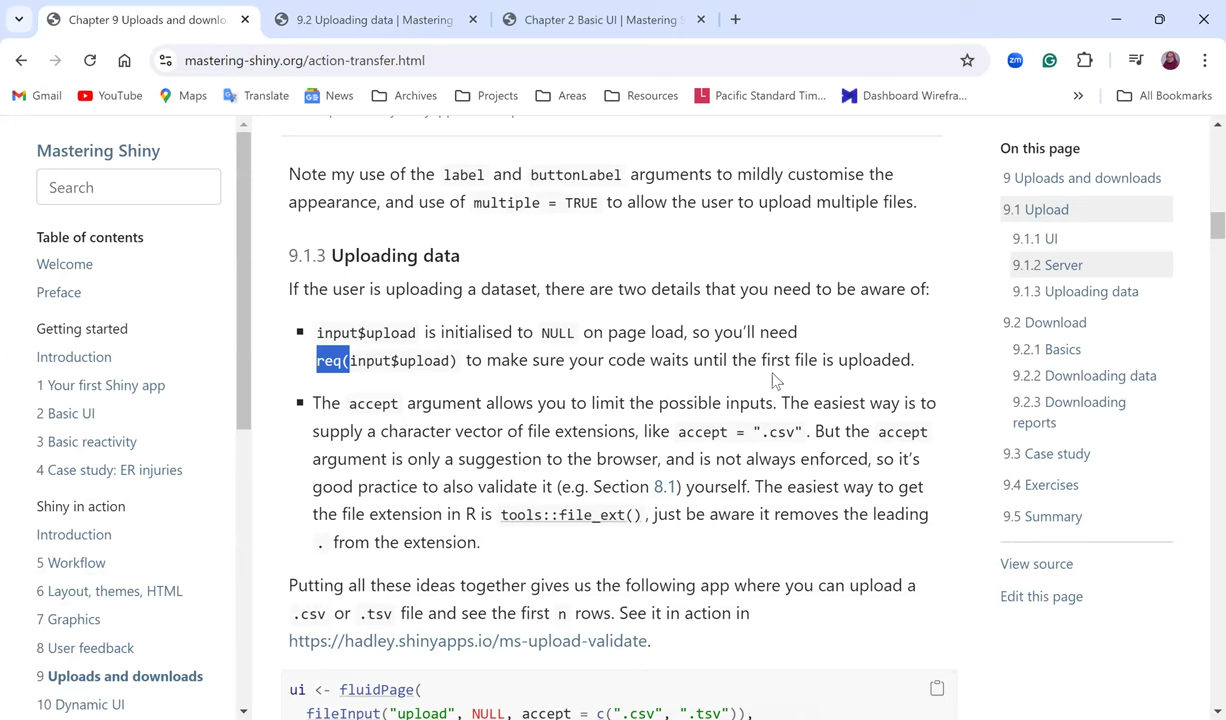 Chapter 9 Uploads and downlo
9.2 Uploading data | Mastering
Chapter 2 Basic UI | Mastering S
mastering-shiny.org/action-transfer.html
zm
Gmail
YouTube
Maps
Translate
News
Archives
Projects
Areas
Resources
Pacific Standard Tim...
Dashboard Wirefra...
All Bookmarks
Mastering Shiny
Search
Table of contents
Welcome
Preface
Getting started
Introduction
1 Your first Shiny app
2 Basic UI
3 Basic reactivity
4 Case study: ER injuries
Shiny in action
Introduction
5 Workflow
6 Layout, themes, HTML
7 Graphics
8 User feedback
9 Uploads and downloads
10 Dynamic UI
Note my use of the label and buttonLabel arguments to mildly customise the
appearance, and use of multiple = TRUE to allow the user to upload multiple files.
9.1.3 Uploading data
If the user is uploading a dataset, there are two details that you need to be aware of:
input$upload is initialised to NULL on page load, so you'll need
req(input$upload) to make sure your code waits until the first file is uploaded.
The accept argument allows you to limit the possible inputs. The easiest way is to
supply a character vector of file extensions, like accept = ".csv". But the accept
argument is only a suggestion to the browser, and is not always enforced, so it's
good practice to also validate it (e.g. Section 8.1) yourself. The easiest way to get
the file extension in R is tools::file_ext(), just be aware it removes the leading
. from the extension.
Putting all these ideas together gives us the following app where you can upload a
.csv or .tsv file and see the first n rows. See it in action in
https://hadley.shinyapps.io/ms-upload-validate.
ui <- fluidPage(
fileInput("upload", NULL, accept = c(".csv", ".tsv")),
On this page
9 Uploads and downloads
9.1 Upload
9.1.1 UI
9.1.2 Server
9.1.3 Uploading data
9.2 Download
9.2.1 Basics
9.2.2 Downloading data
9.2.3 Downloading
reports
9.3 Case study
9.4 Exercises
9.5 Summary
View source
Edit this page